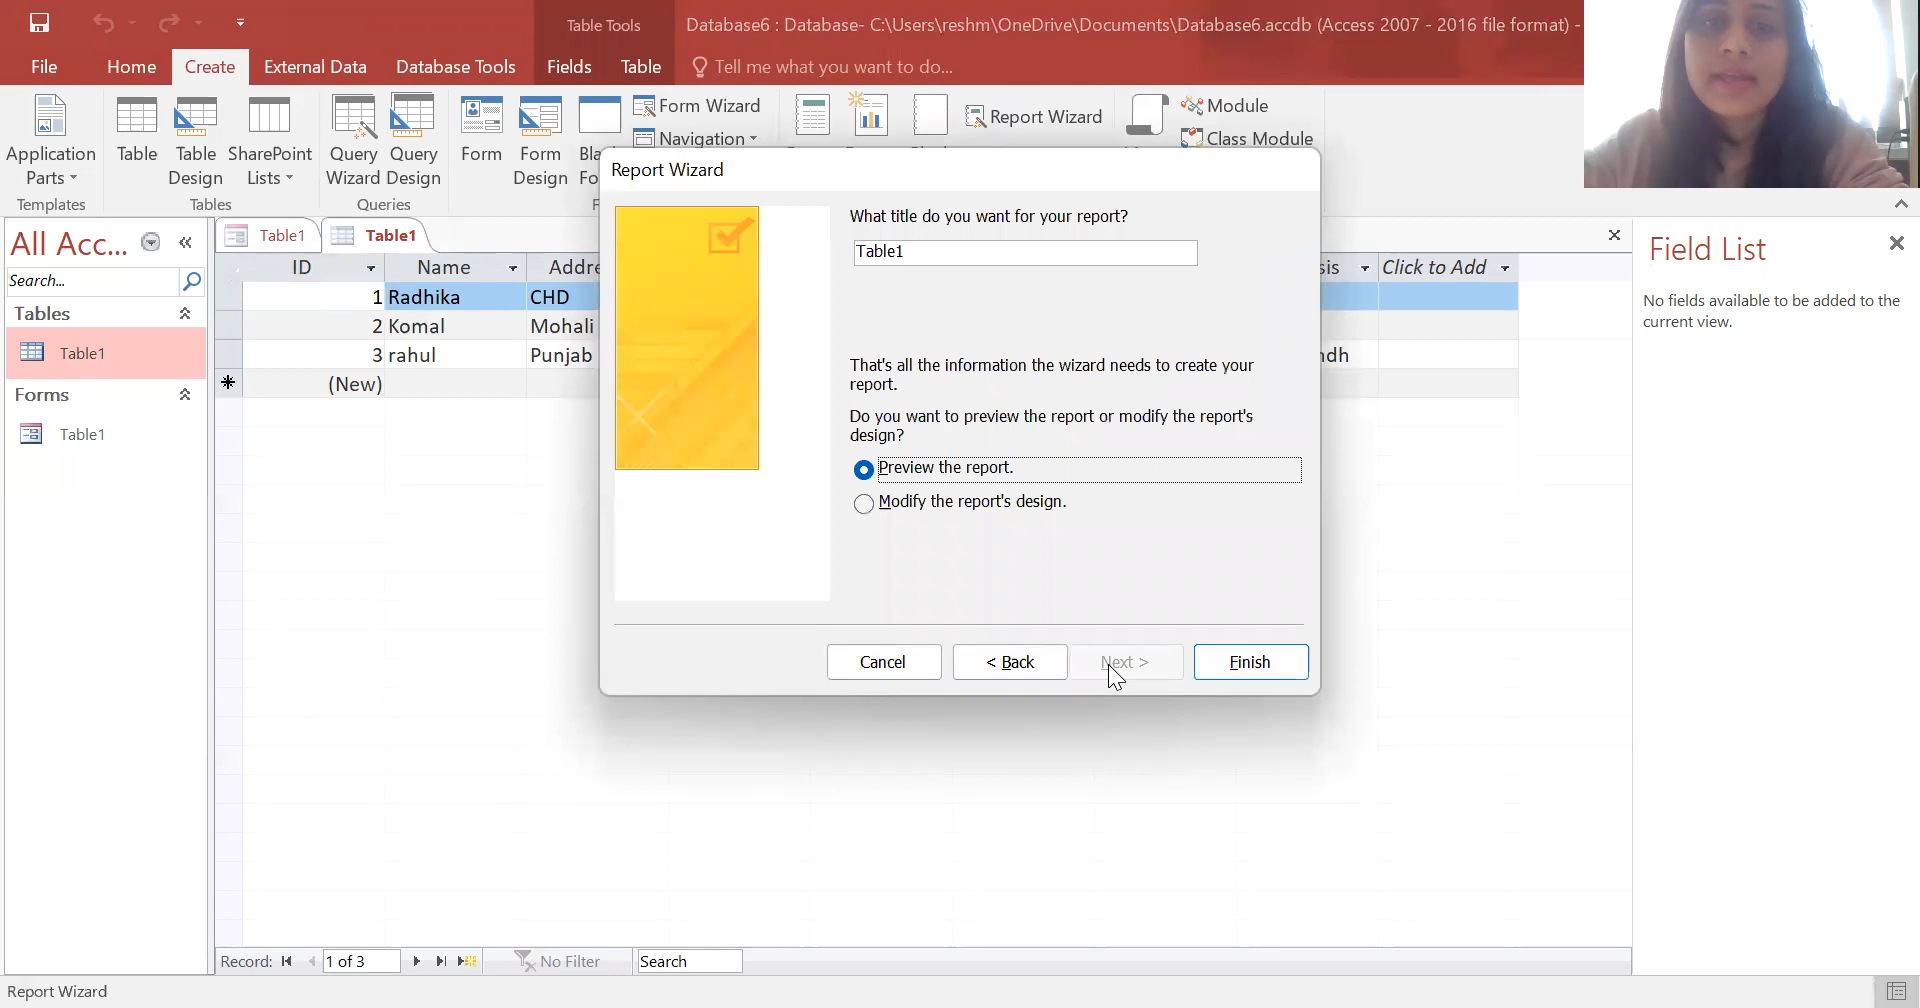 Table Tools
Database6 : Database- C:\Users\reshm\OneDrive\Documents\Database6.accdb (Access 2007 - 2016 file format) -
File Home Create External Data Database Tools Fields Table Tell me what you want to do...
Application Parts
Table
Table Design
SharePoint Lists
Query Wizard
Query Design
Form
Form Design
Form Wizard
Navigation
Report Wizard
Module
Class Module
Templates Tables Queries
All Acc...
Search...
Tables
Table1
Forms
Table1
Table1 Table1
ID Name Click to Add
1 Radhika CHD
2 Komal Mohali
3 rahul Punjab
(New)
Report Wizard
What title do you want for your report?
Table1
That's all the information the wizard needs to create your
report.
Do you want to preview the report or modify the report's
design?
Preview the report.
Modify the report's design.
Cancel < Back Next > Finish
Field List
No fields available to be added to the
current view.
Record: 1 of 3 No Filter Search
Report Wizard